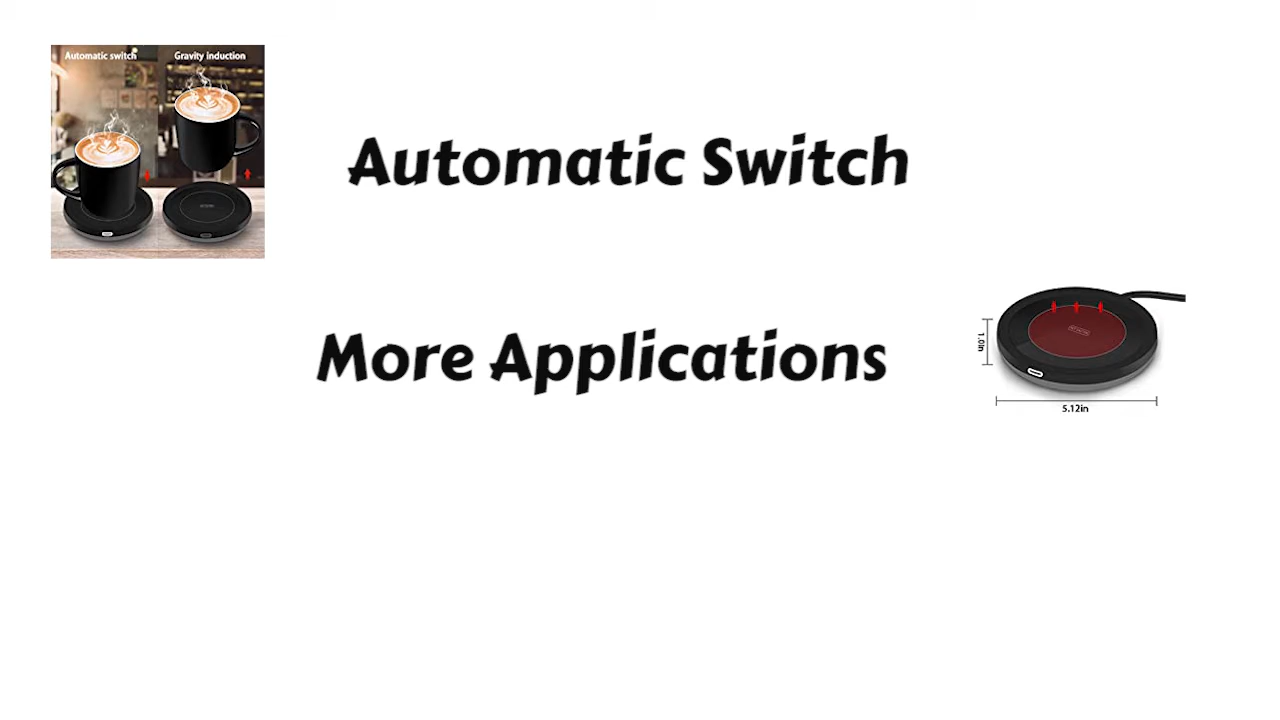 Automatic switch
Gravity induction
Automatic Switch
More Applications
1.0in
5.12in